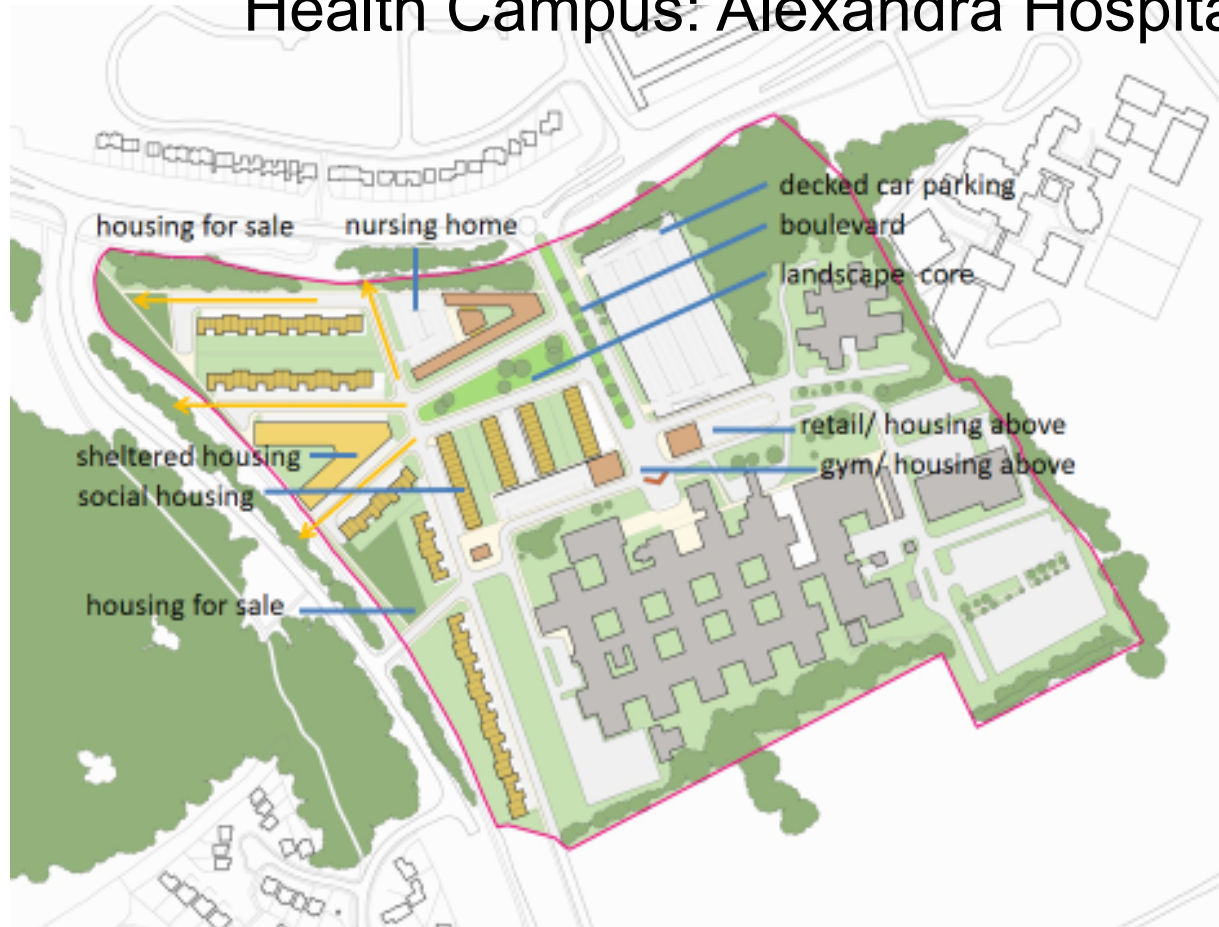 Health Campus: Alexandra Hospita
decked car parking
housing for sale
nursing home
boulevard
landscape core
retail/ housing above
sheltered housing
gym/ housing above
social housing
housing for sale